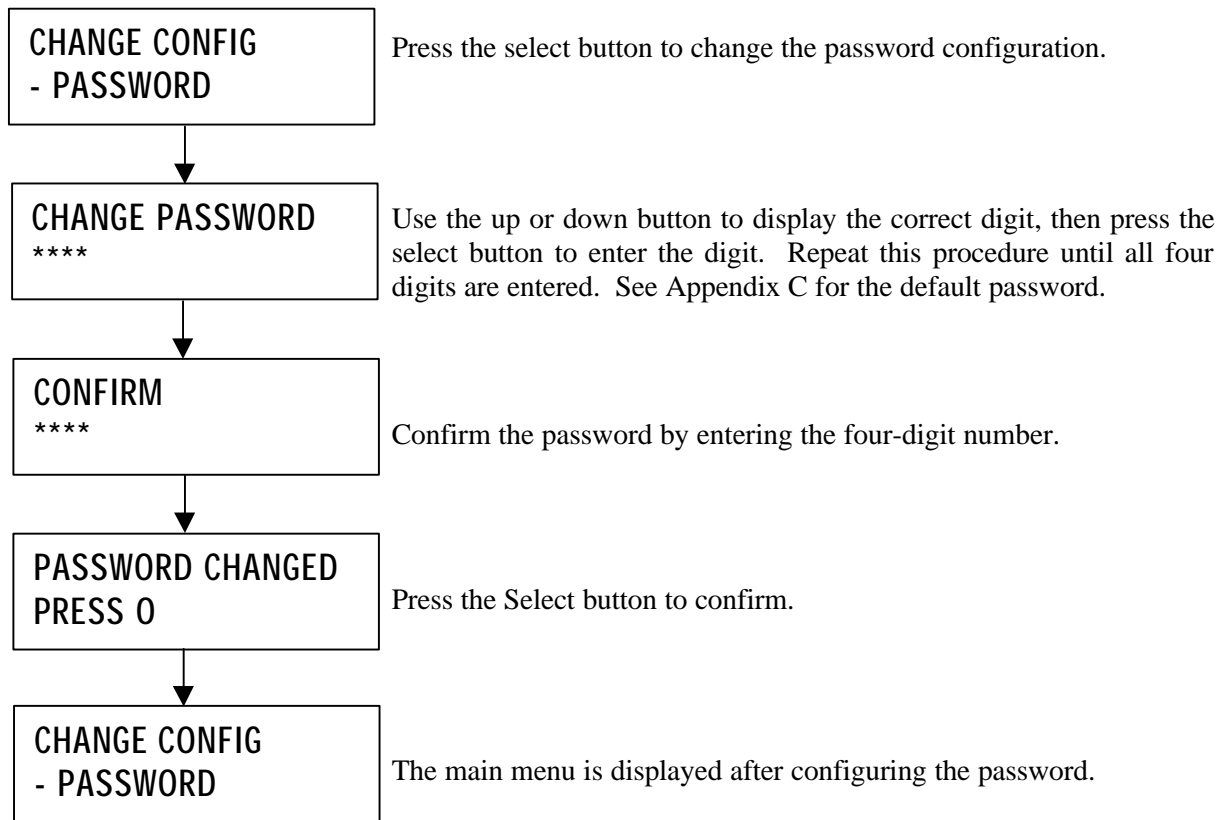 CHANGE CONFIG
- PASSWORD
Press the select button to change the password configuration.
CHANGE PASSWORD
****
Use the up or down button to display the correct digit, then press the
select button to enter the digit. Repeat this procedure until all four
digits are entered. See Appendix C for the default password.
CONFIRM
****
Confirm the password by entering the four-digit number.
PASSWORD CHANGED
PRESS O
Press the Select button to confirm.
CHANGE CONFIG
- PASSWORD
The main menu is displayed after configuring the password.